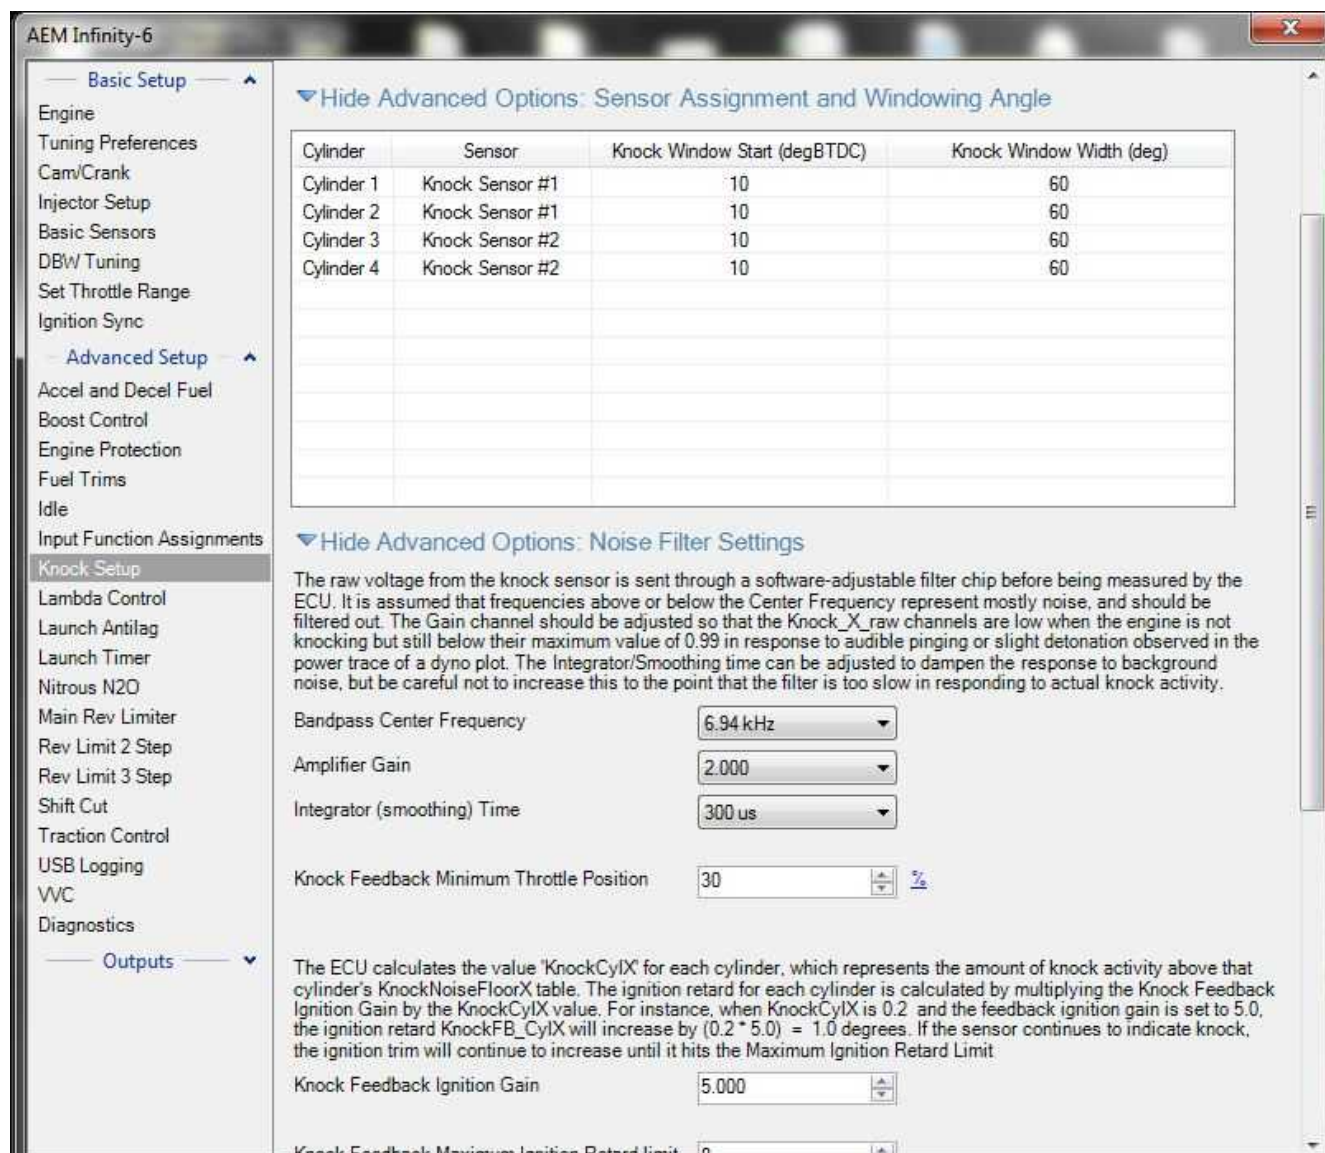 AEM Infinity-6
Basic Setup
Engine
Tuning Preferences
Cam/Crank
Injector Setup
Basic Sensors
DBW Tuning
Set Throttle Range
Ignition Sync
Advanced Setup
Accel and Decel Fuel
Boost Control
Engine Protection
Fuel Trims
Idle
Input Function Assignments
Knock Setup
Lambda Control
Launch Antilag
Launch Timer
Nitrous N2O
Main Rev Limiter
Rev Limit 2 Step
Rev Limit 3 Step
Shift Cut
Traction Control
USB Logging
VVC
Diagnostics
Outputs
Hide Advanced Options: Sensor Assignment and Windowing Angle
Cylinder Sensor Knock Window Start (degBTDC) Knock Window Width (deg)
Cylinder 1 Knock Sensor #1 10 60
Cylinder 2 Knock Sensor #1 10 60
Cylinder 3 Knock Sensor #2 10 60
Cylinder 4 Knock Sensor #2 10 60
Hide Advanced Options: Noise Filter Settings
The raw voltage from the knock sensor is sent through a software-adjustable filter chip before being measured by the
ECU. It is assumed that frequencies above or below the Center Frequency represent mostly noise, and should be
filtered out. The Gain channel should be adjusted so that the Knock_X_raw channels are low when the engine is not
knocking but still below their maximum value of 0.99 in response to audible pinging or slight detonation observed in the
power trace of a dyno plot. The Integrator/Smoothing time can be adjusted to dampen the response to background
noise, but be careful not to increase this to the point that the filter is too slow in responding to actual knock activity.
Bandpass Center Frequency 6.94 kHz
Amplifier Gain 2.000
Integrator (smoothing) Time 300 us
Knock Feedback Minimum Throttle Position 30 %
The ECU calculates the value 'KnockCylX' for each cylinder, which represents the amount of knock activity above that
cylinder's KnockNoiseFloorX table. The ignition retard for each cylinder is calculated by multiplying the Knock Feedback
Ignition Gain by the KnockCylX value. For instance, when KnockCylX is 0.2 and the feedback ignition gain is set to 5.0,
the ignition retard KnockFB_CylX will increase by (0.2 * 5.0) = 1.0 degrees. If the sensor continues to indicate knock,
the ignition trim will continue to increase until it hits the Maximum Ignition Retard Limit
Knock Feedback Ignition Gain 5.000
Knock Feedback Maximum Ignition Retard limit